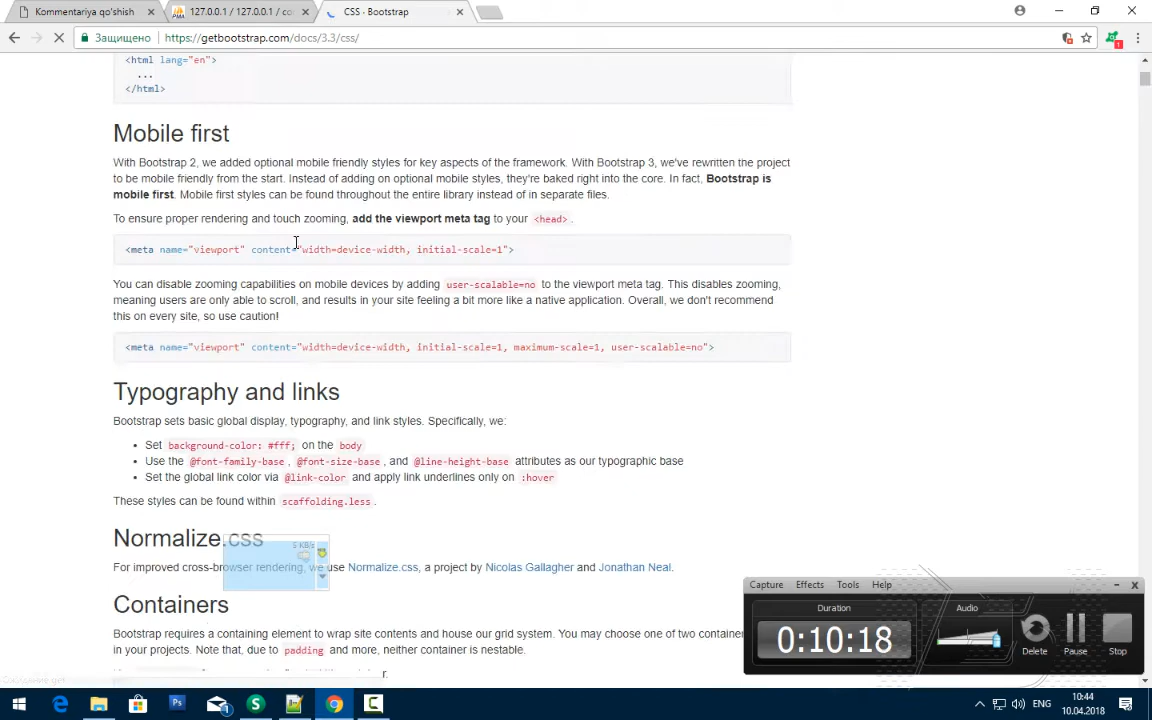 Kommentariya qo'shish
127.0.0.1 / 127.0.0.1 / co
CSS - Bootstrap
Защищено
https://getbootstrap.com/docs/3.3/css/
<html lang="en">
...
</html>
Mobile first
With Bootstrap 2, we added optional mobile friendly styles for key aspects of the framework. With Bootstrap 3, we've rewritten the project
to be mobile friendly from the start. Instead of adding on optional mobile styles, they're baked right into the core. In fact, Bootstrap is
mobile first. Mobile first styles can be found throughout the entire library instead of in separate files.
To ensure proper rendering and touch zooming, add the viewport meta tag to your <head>.
<meta name="viewport" content="width=device-width, initial-scale=1">
You can disable zooming capabilities on mobile devices by adding user-scalable=no to the viewport meta tag. This disables zooming,
meaning users are only able to scroll, and results in your site feeling a bit more like a native application. Overall, we don't recommend
this on every site, so use caution!
<meta name="viewport" content="width=device-width, initial-scale=1, maximum-scale=1, user-scalable=no">
Typography and links
Bootstrap sets basic global display, typography, and link styles. Specifically, we:
• Set background-color: #fff; on the body
• Use the @font-family-base, @font-size-base, and @line-height-base attributes as our typographic base
• Set the global link color via @link-color and apply link underlines only on :hover
These styles can be found within scaffolding.less.
Normalize.css
5 KB/s
For improved cross-browser rendering, we use Normalize.css, a project by Nicolas Gallagher and Jonathan Neal.
Containers
Bootstrap requires a containing element to wrap site contents and house our grid system. You may choose one of two container
in your projects. Note that, due to padding and more, neither container is nestable.
Capture Effects Tools Help
Duration
Audio
0:10:18
Delete
Pause
Stop
ENG
10:44
10.04.2018